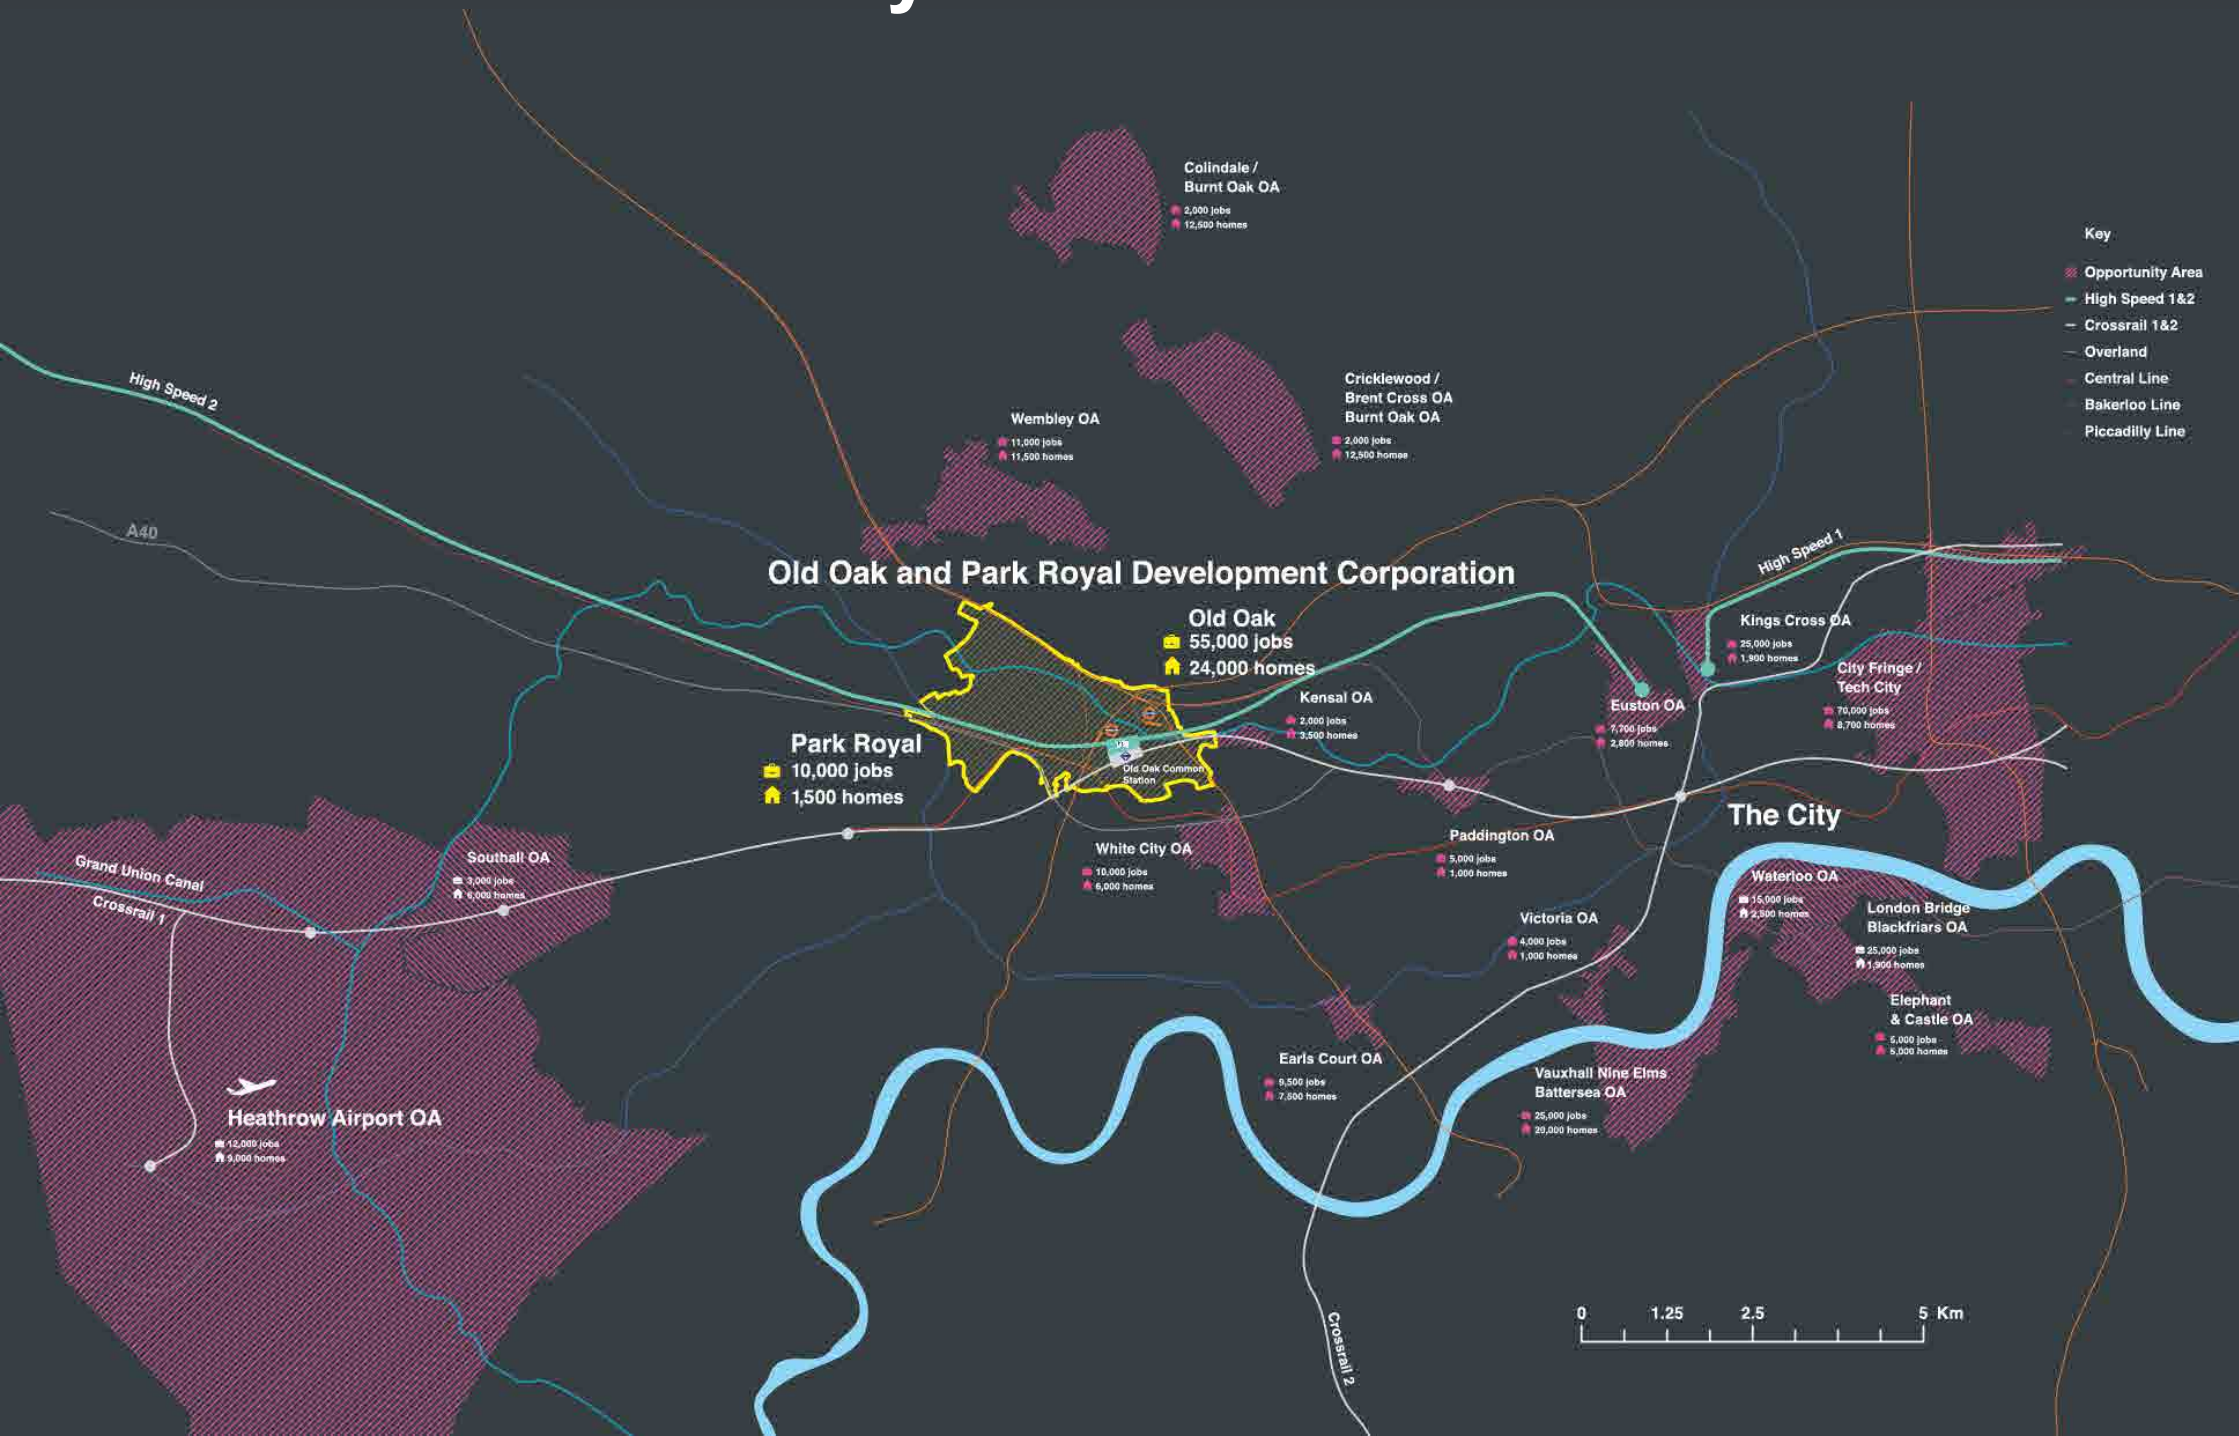 Colindale /
Burnt Oak OA
2,000 jobs
12,500 homes
Key
Opportunity Area
High Speed 1&2
Crossrail 1&2
Overland
Central Line
Bakerloo Line
Piccadilly Line
High Speed 2
Cricklewood /
Brent Cross OA
Burnt Oak OA
2,000 jobs
12,500 homes
Wembley OA
11,000 jobs
11,500 homes
A40
High Speed 1
Old Oak and Park Royal Development Corporation
Old Oak
55,000 jobs
24,000 homes
Kings Cross OA
25,000 jobs
1,900 homes
City Fringe /
Tech City
70,000 jobs
8,700 homes
Kensal OA
2,000 jobs
3,500 homes
Euston OA
7,700 jobs
2,800 homes
Park Royal
10,000 jobs
1,500 homes
Old Oak Common
Station
The City
Paddington OA
5,000 jobs
1,000 homes
White City OA
10,000 jobs
6,000 homes
Southall OA
3,000 jobs
6,000 homes
Grand Union Canal
Crossrail 1
Waterloo OA
15,000 jobs
2,500 homes
London Bridge
Blackfriars OA
25,000 jobs
1,900 homes
Victoria OA
4,000 jobs
1,000 homes
Elephant
& Castle OA
5,000 jobs
5,000 homes
Earls Court OA
9,500 jobs
7,500 homes
Vauxhall Nine Elms
Battersea OA
25,000 jobs
20,000 homes
Heathrow Airport OA
12,000 jobs
9,000 homes
0 1.25 2.5 5 Km
Crossrail 2